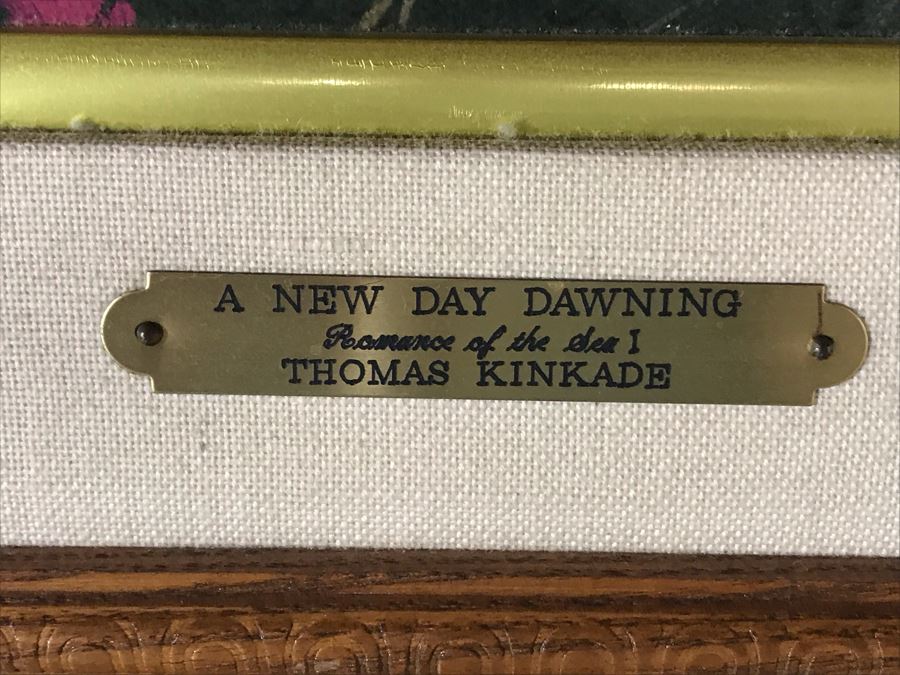 A NEW DAY DAWNING
Romance of the Sea I
THOMAS KINKADE